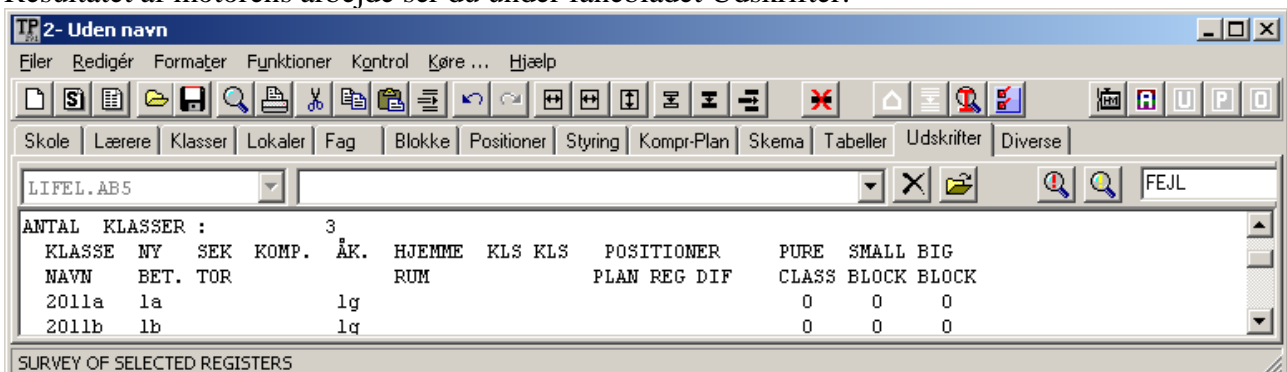 Resultatet af motorens arbejde ser du under fanebladet Udskrifter.
TP 2- Uden navn
Filer Redigér Formater Funktioner Kontrol Køre ... Hjælp
Skole Lærere Klasser Lokaler Fag Blokke Positioner Styring Kompr-Plan Skema Tabeller Udskrifter Diverse
LIFEL.AB5 FEJL
ANTAL KLASSER : 3
KLASSE NY SEK KOMP. ÅK. HJEMME KLS KLS POSITIONER PURE SMALL BIG
NAVN BET. TOR RUM PLAN REG DIF CLASS BLOCK BLOCK
2011a 1a 1g 0 0 0
2011b 1b 1g 0 0 0
SURVEY OF SELECTED REGISTERS